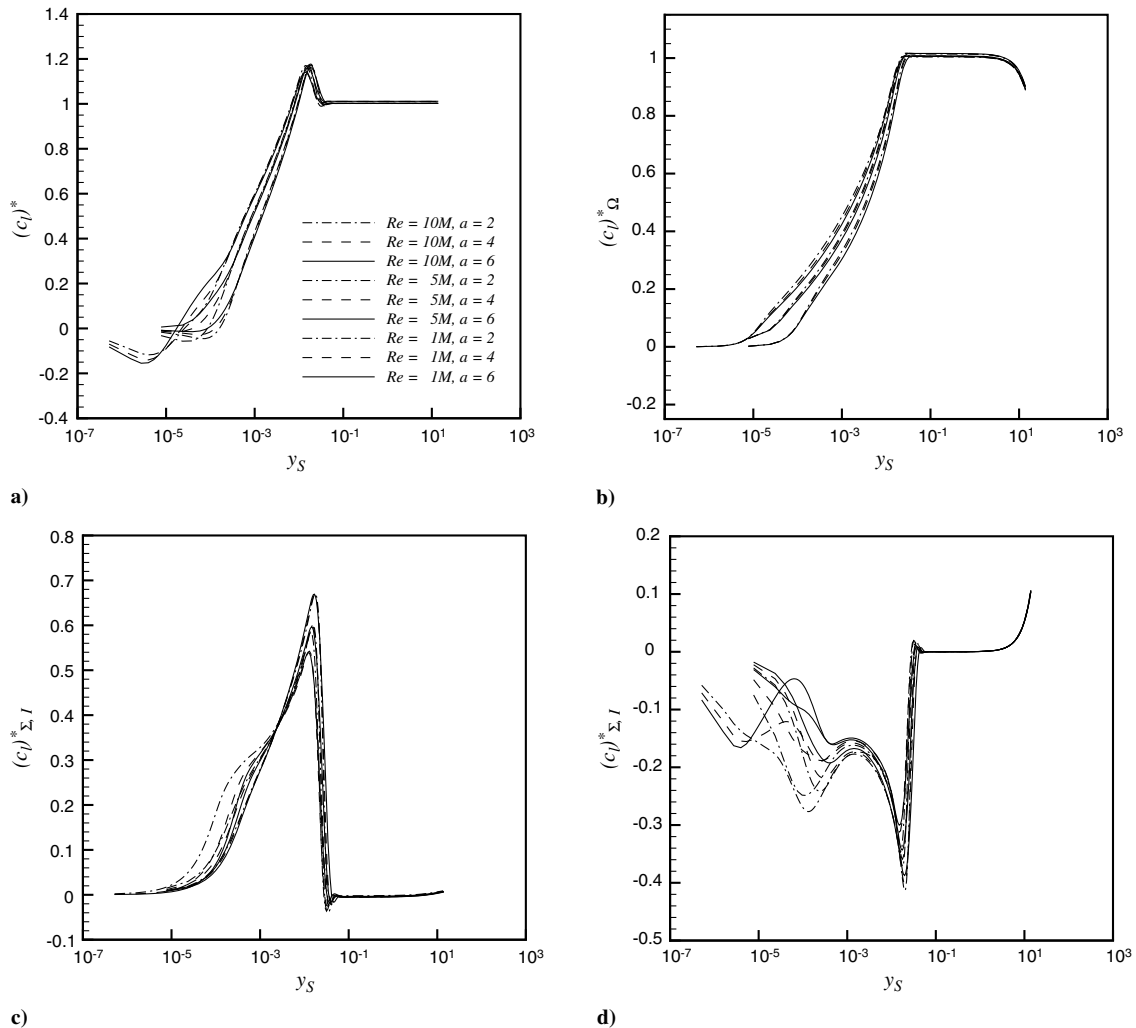 1.4
1.2
1
0.8
0.6
0.4
0.2
0
-0.2
-0.4
(c_l)*
Re = 10M, a = 2
Re = 10M, a = 4
Re = 10M, a = 6
Re = 5M, a = 2
Re = 5M, a = 4
Re = 5M, a = 6
Re = 1M, a = 2
Re = 1M, a = 4
Re = 1M, a = 6
10^-7 10^-5 10^-3 10^-1 10^1 10^3
y_S
a)
1
0.8
0.6
0.4
0.2
0
-0.2
(c_l)*_Ω
10^-7 10^-5 10^-3 10^-1 10^1 10^3
y_S
b)
0.8
0.7
0.6
0.5
0.4
0.3
0.2
0.1
0
-0.1
(c_l)*_Σ, I
10^-7 10^-5 10^-3 10^-1 10^1 10^3
y_S
c)
0.2
0.1
0
-0.1
-0.2
-0.3
-0.4
-0.5
(c_l)*_Σ, I
10^-7 10^-5 10^-3 10^-1 10^1 10^3
y_S
d)